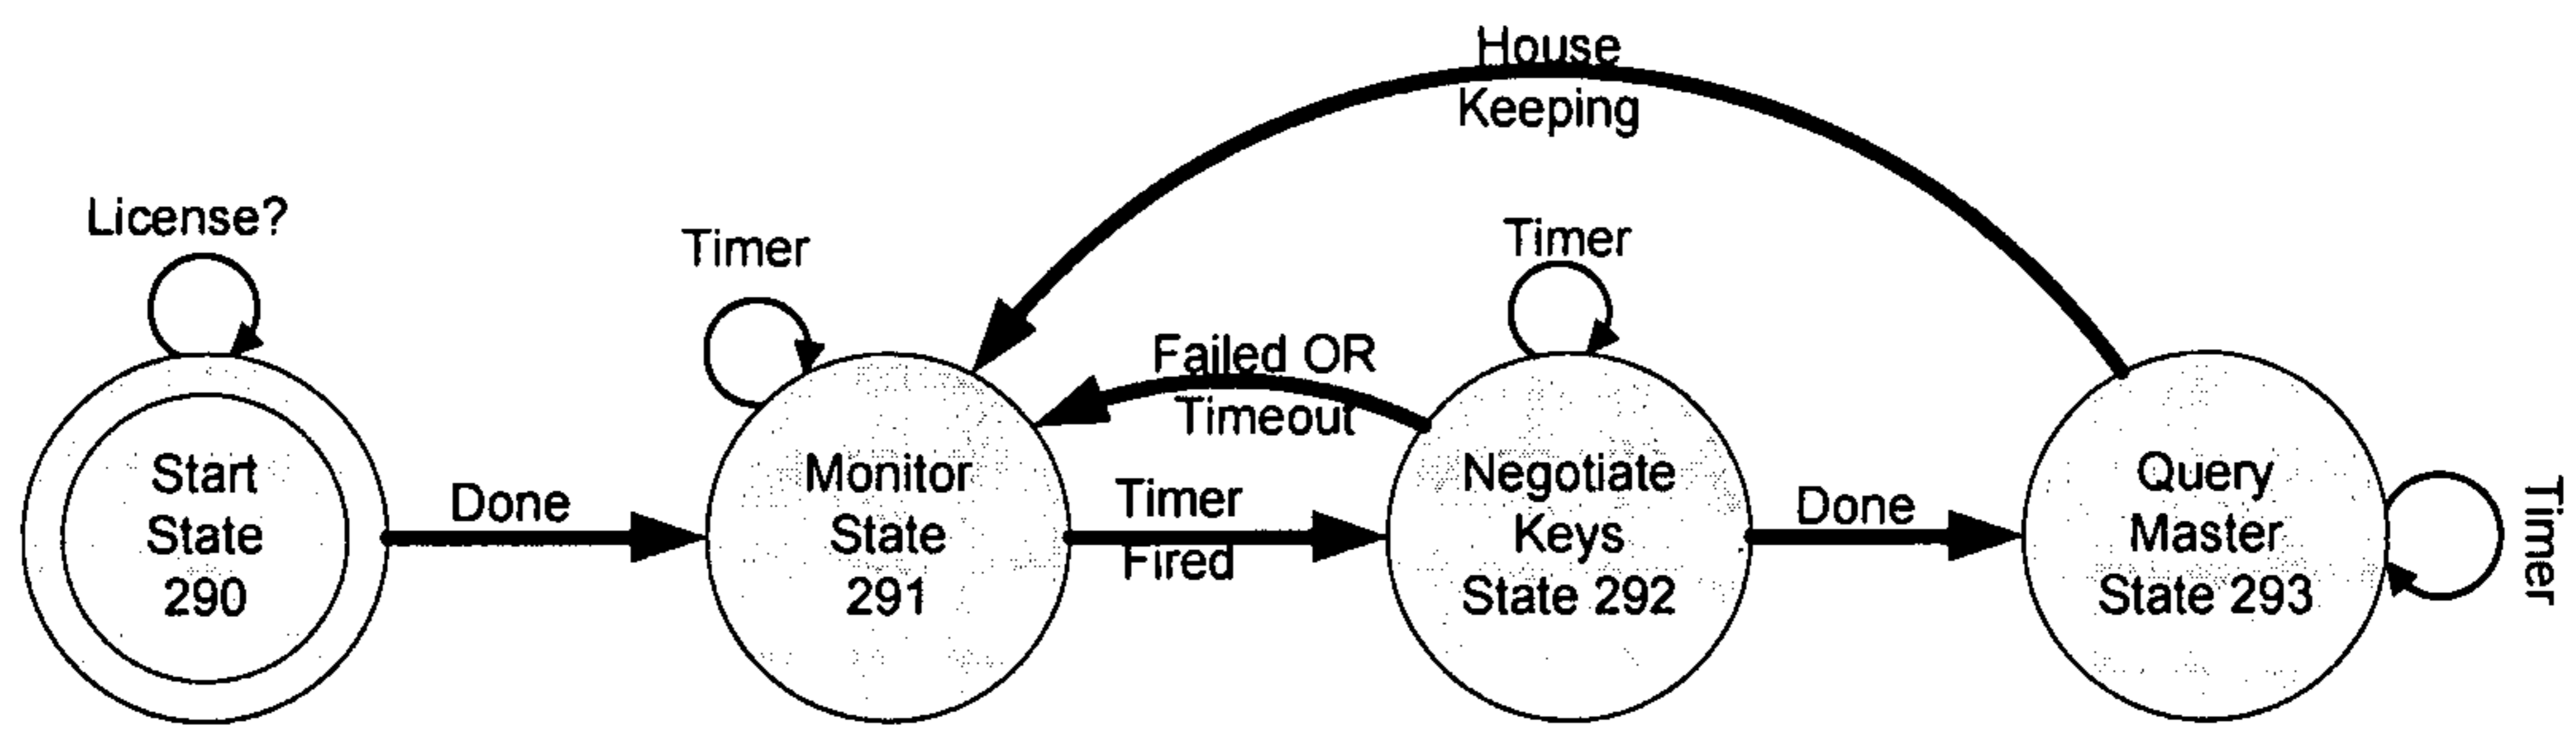 House
Keeping
License?
Timer
Timer
Failed OR
Timeout
Start
State
290
Done
Monitor
State
291
Timer
Fired
Negotiate
Keys
State 292
Done
Query
Master
State 293
Timer